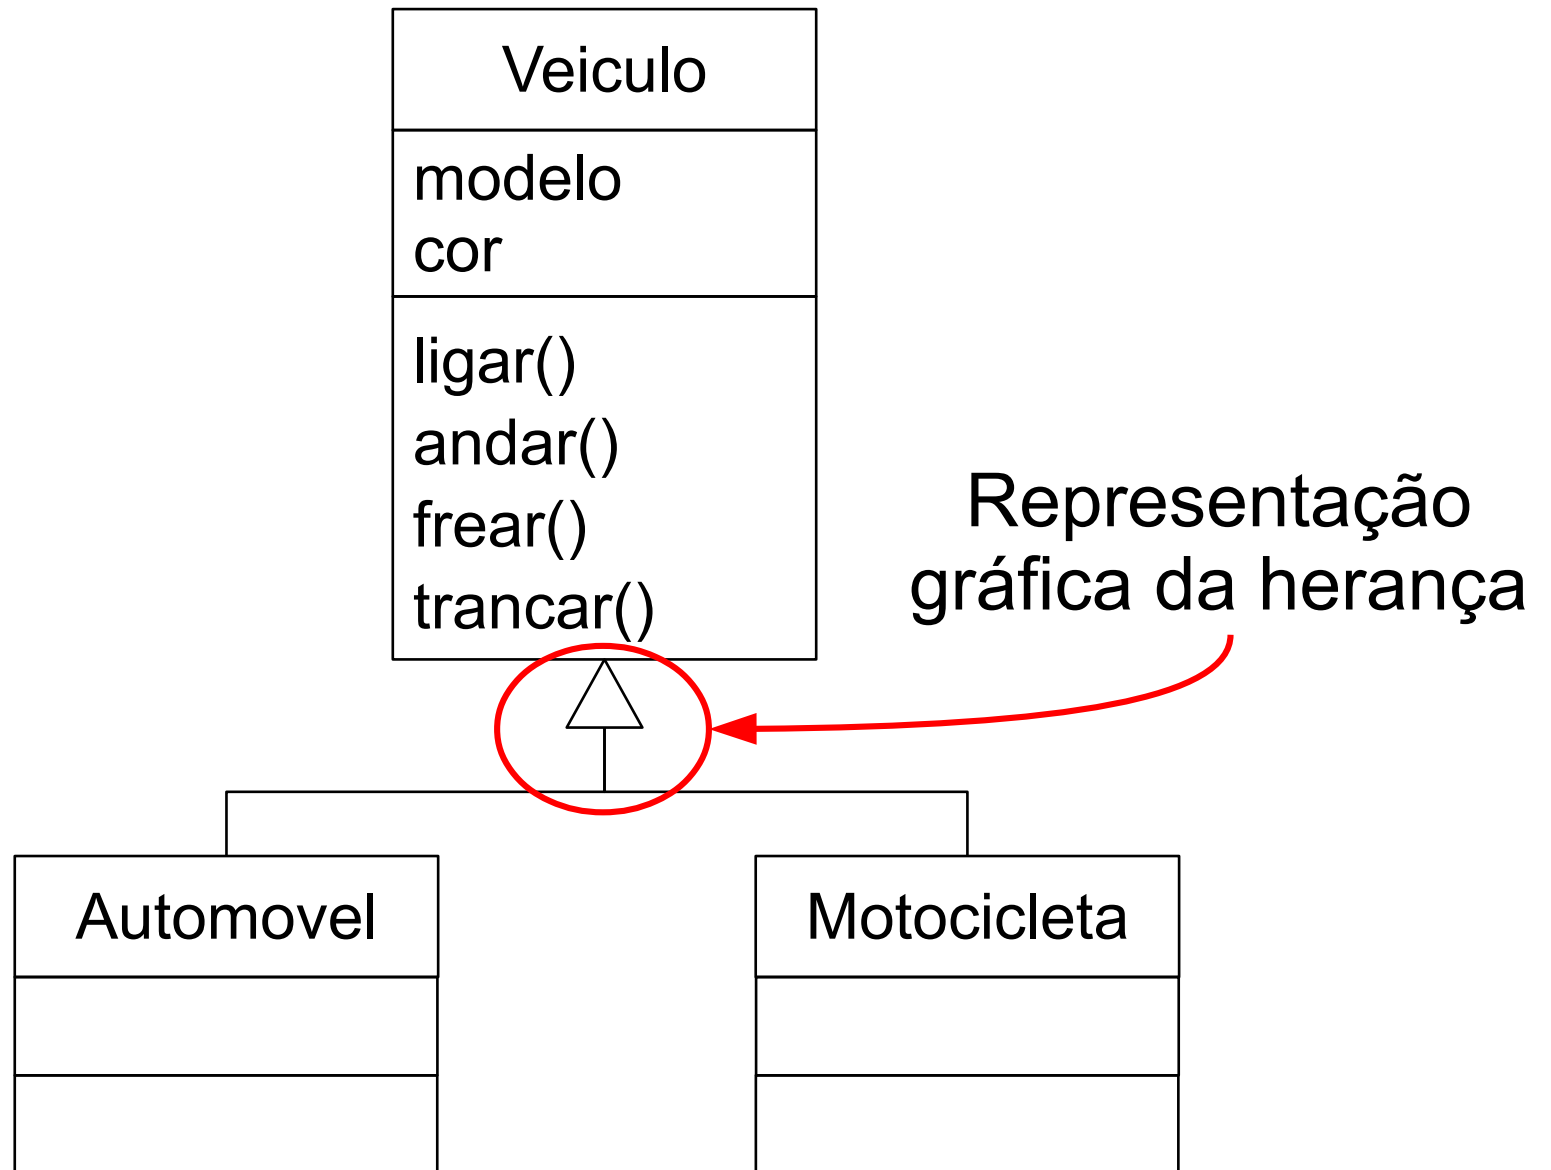 Veiculo
modelo
cor
ligar()
andar()
frear()
trancar()
Representação
gráfica da herança
Automovel
Motocicleta